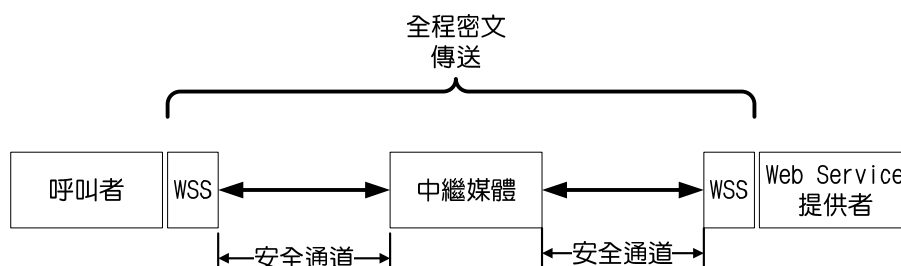 全程密文
傳送
呼叫者
WSS
中繼媒體
WSS
Web Service
提供者
安全通道
安全通道